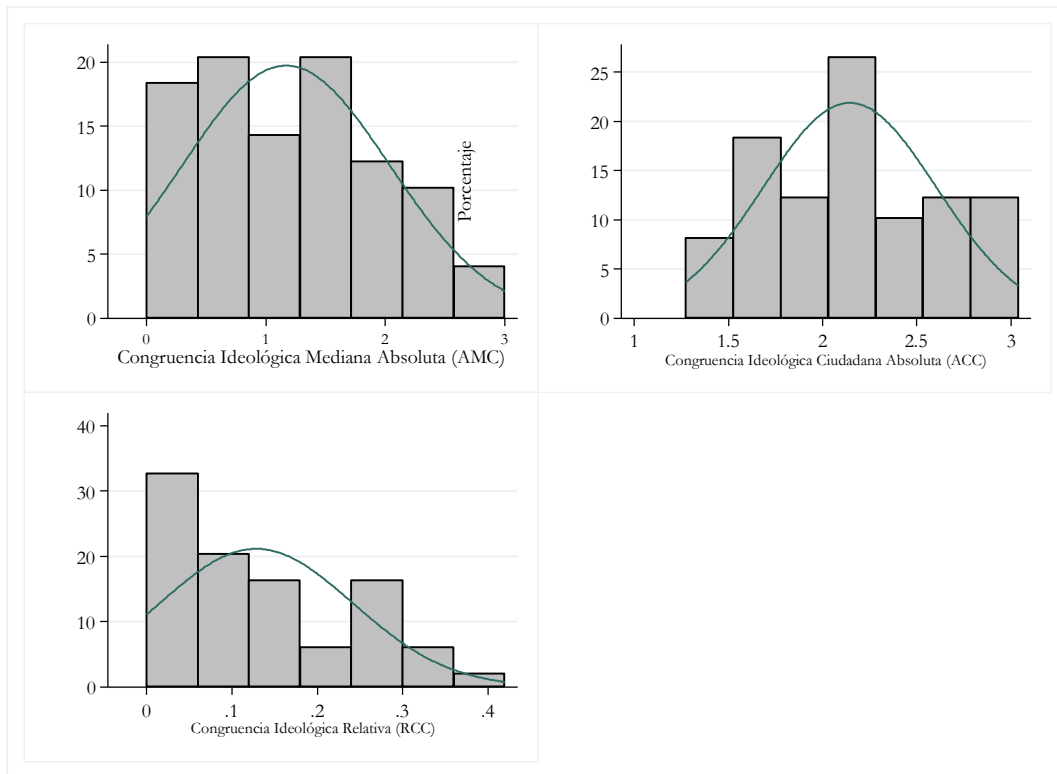 20
15
10
5
0
0 1 2 3
Congruencia Ideológica Mediana Absoluta (AMC)
Porcentaje
25
20
15
10
5
0
1 1.5 2 2.5 3
Congruencia Ideológica Ciudadana Absoluta (ACC)
40
30
20
10
0
0 .1 .2 .3 .4
Congruencia Ideológica Relativa (RCC)